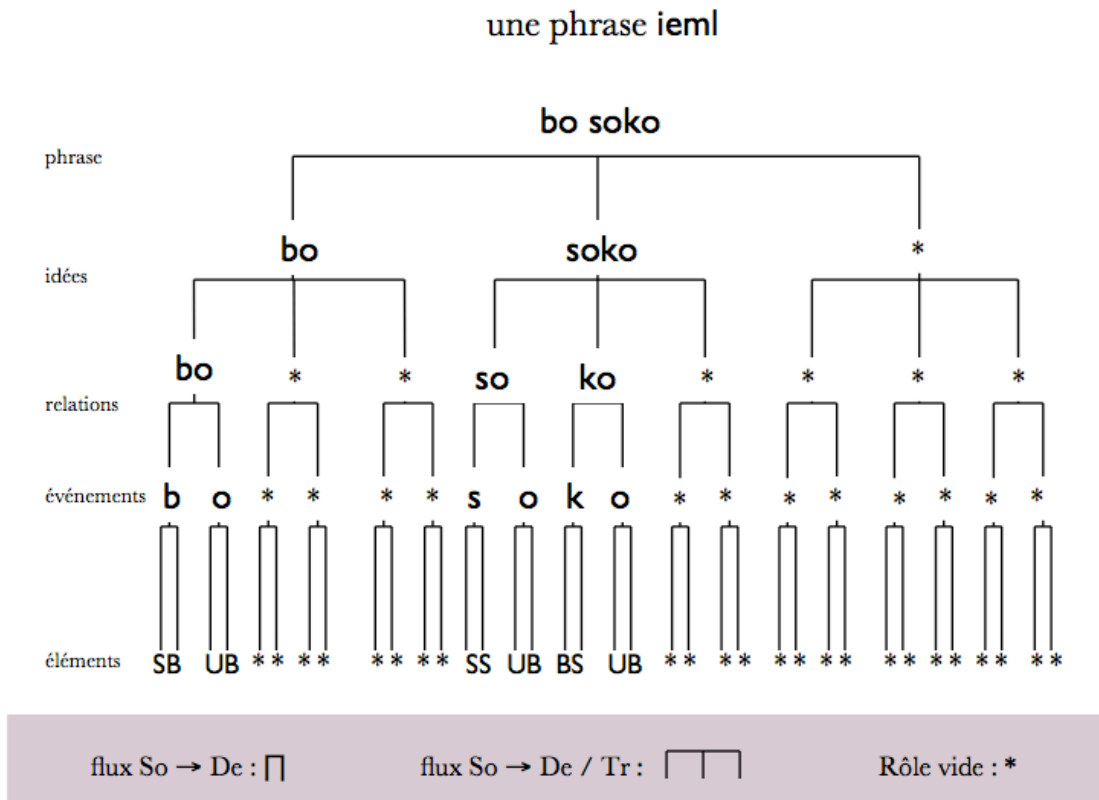 une phrase ieml
bo soko
phrase
bo soko *
idées
bo * * so ko * * * *
relations
événements b o * * * * s o k o * * * * * * * *
éléments SB UB ** ** ** ** SS UB BS UB ** ** ** ** ** ** ** **
flux So → De : ∏ flux So → De / Tr : Rôle vide : *